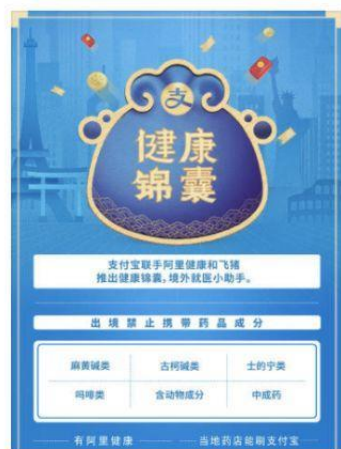 支
健康
锦囊
支付宝联手阿里健康和飞猪
推出健康锦囊,境外就医小助手。
出境禁止携带药品成分
麻黄碱类 古柯碱类 士的宁类
吗啡类 含动物成分 中成药
有阿里健康 当地药店能刷支付宝